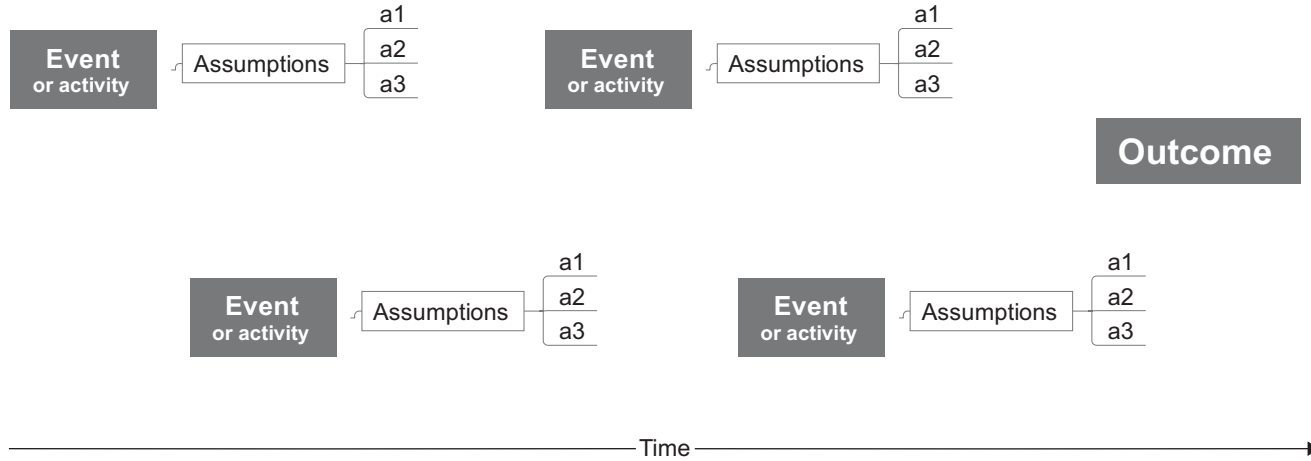 Event
or activity
Assumptions
a1
a2
a3
Event
or activity
Assumptions
a1
a2
a3
Outcome
Event
or activity
Assumptions
a1
a2
a3
Event
or activity
Assumptions
a1
a2
a3
Time